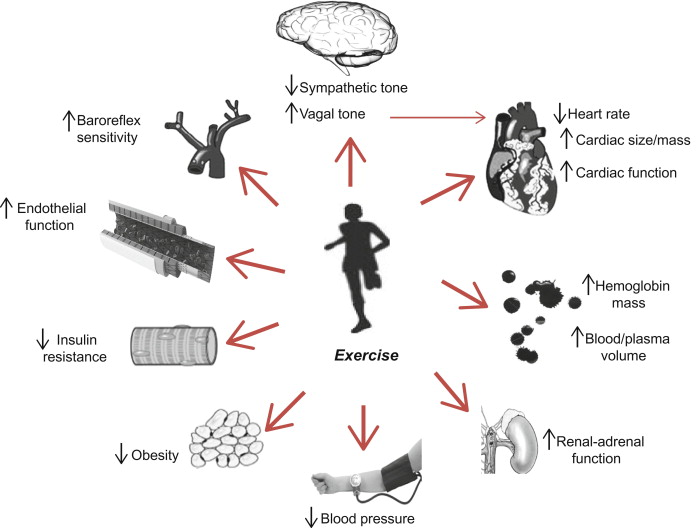 ↓ Sympathetic tone
↑ Vagal tone
↑ Baroreflex
sensitivity
↓ Heart rate
↑ Cardiac size/mass
↑ Cardiac function
↑ Endothelial
function
↑ Hemoglobin
mass
↑ Blood/plasma
volume
↓ Insulin
resistance
Exercise
↓ Obesity
↑ Renal-adrenal
function
↓ Blood pressure